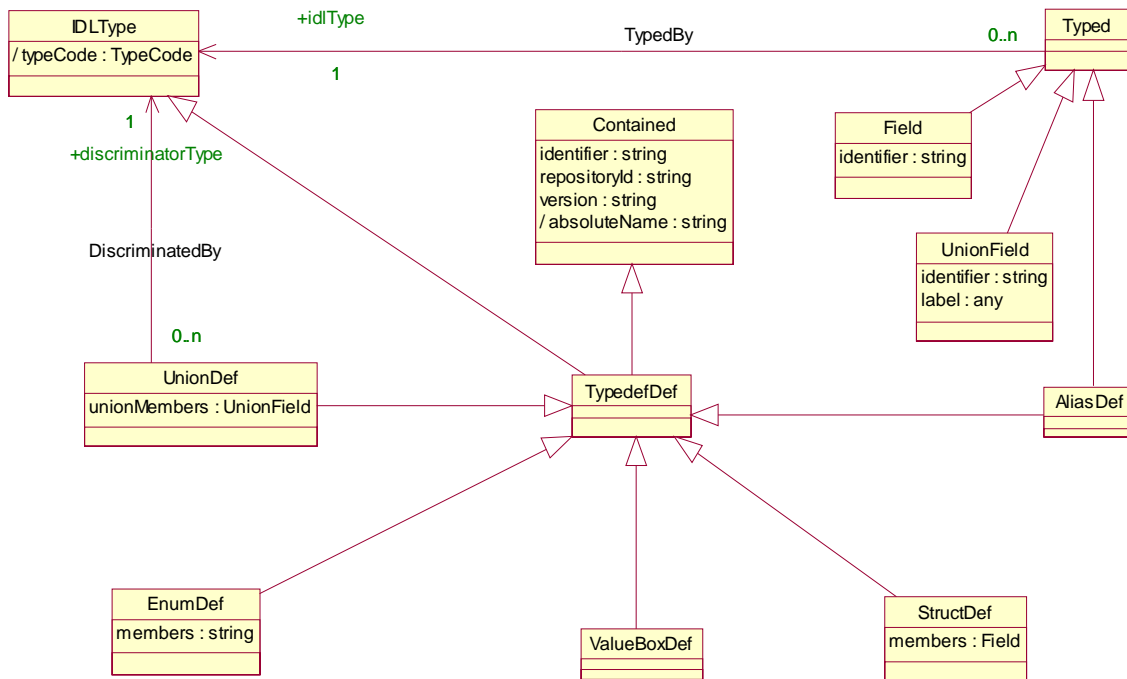 IDLType
/ typeCode : TypeCode
+idlType
1
TypedBy
0..n
Typed
1
+discriminatorType
DiscriminatedBy
0..n
Contained
identifier : string
repositoryId : string
version : string
/ absoluteName : string
Field
identifier : string
UnionField
identifier : string
label : any
UnionDef
unionMembers : UnionField
TypedefDef
AliasDef
EnumDef
members : string
ValueBoxDef
StructDef
members : Field